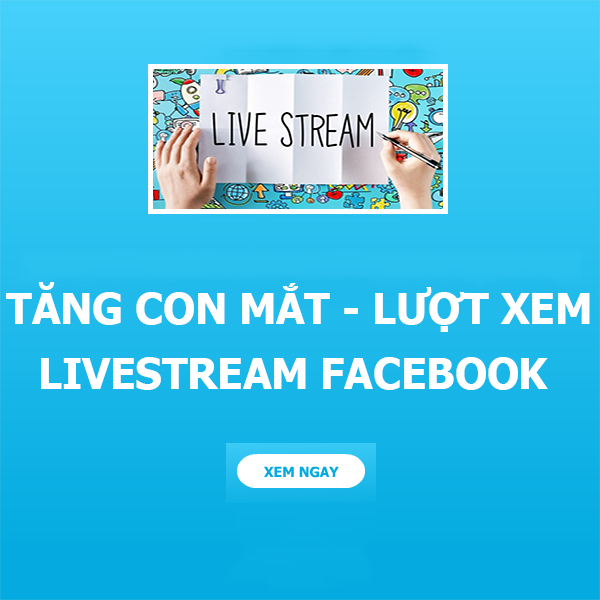 LIVE STREAM
TĂNG CON MẮT - LƯỢT XEM
LIVESTREAM FACEBOOK
XEM NGAY